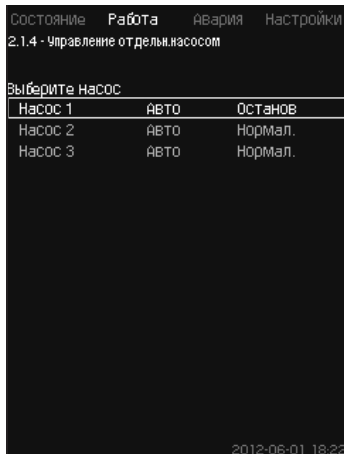 Состояние Работа Авария Настройки
2.1.4 - Управление отдельн.насосом
Выберите насос
Насос 1 Авто Останов
Насос 2 Авто Нормал.
Насос 3 Авто Нормал.
2012-06-01 18:22